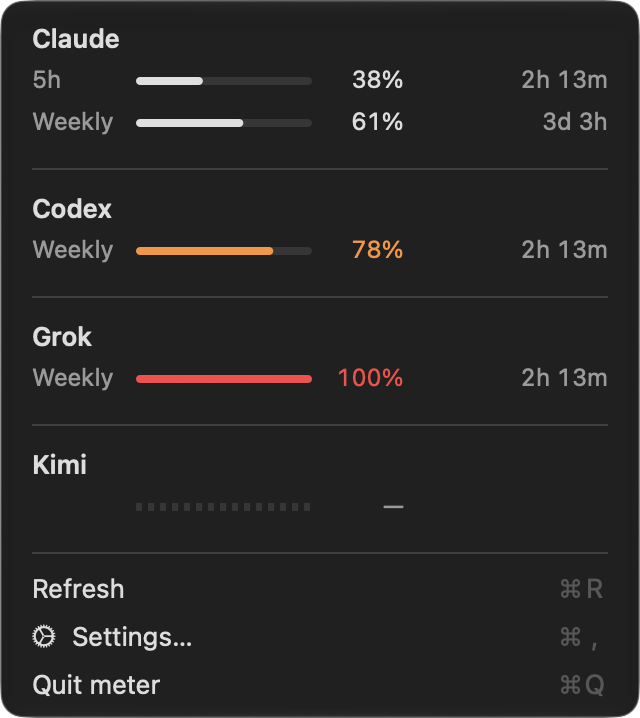 Claude
5h 38% 2h 13m
Weekly 61% 3d 3h
Codex
Weekly 78% 2h 13m
Grok
Weekly 100% 2h 13m
Kimi
—
Refresh ⌘R
Settings... ⌘,
Quit meter ⌘Q